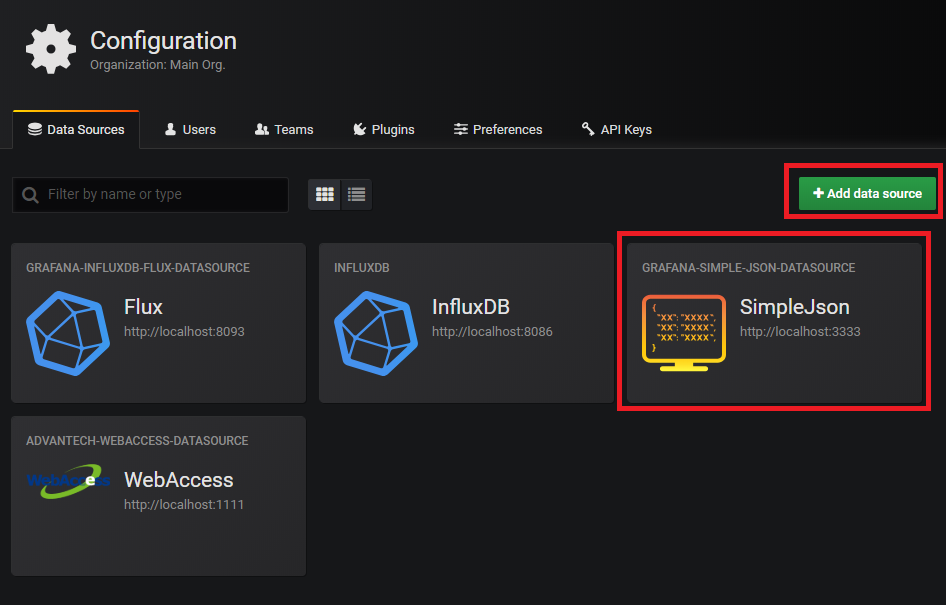 Configuration
Organization: Main Org.
Data Sources Users Teams Plugins Preferences API Keys
Filter by name or type
+ Add data source
GRAFANA-INFLUXDB-FLUX-DATASOURCE
Flux
http://localhost:8093
INFLUXDB
InfluxDB
http://localhost:8086
GRAFANA-SIMPLE-JSON-DATASOURCE
{
"XX": "XXXX",
"XX": "XXXX",
"XX": "XXXX",
}
SimpleJson
http://localhost:3333
ADVANTECH-WEBACCESS-DATASOURCE
WebAccess
WebAccess
http://localhost:1111